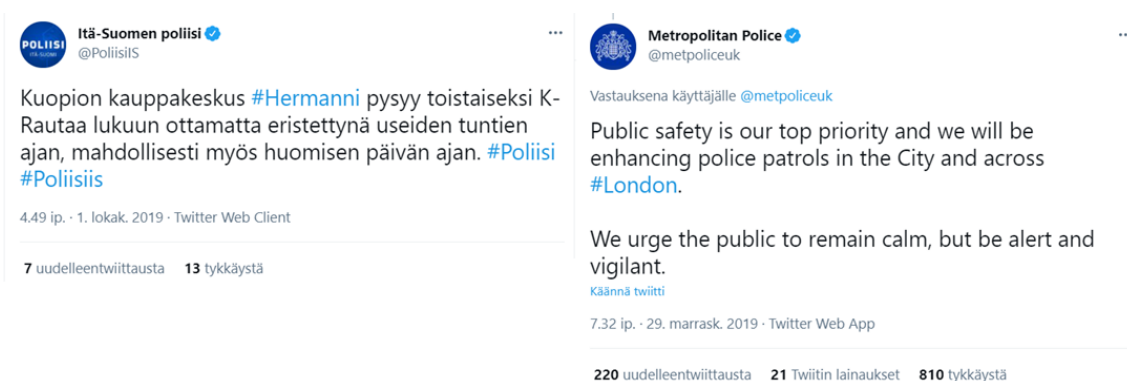 POLIISI
ITÄ-SUOMI
Itä-Suomen poliisi
@PoliisiIS
...
Kuopion kauppakeskus #Hermanni pysyy toistaiseksi K-
Rautaa lukuun ottamatta eristettynä useiden tuntien
ajan, mahdollisesti myös huomisen päivän ajan. #Poliisi
#Poliisiis
4.49 ip. · 1. lokak. 2019 · Twitter Web Client
7 uudelleentwiittausta 13 tykkäystä
Metropolitan Police
@metpoliceuk
Vastauksena käyttäjälle @metpoliceuk
Public safety is our top priority and we will be
enhancing police patrols in the City and across
#London.
We urge the public to remain calm, but be alert and
vigilant.
Käännä twiitti
7.32 ip. · 29. marrask. 2019 · Twitter Web App
220 uudelleentwiittausta 21 Twiitin lainaukset 810 tykkäystä